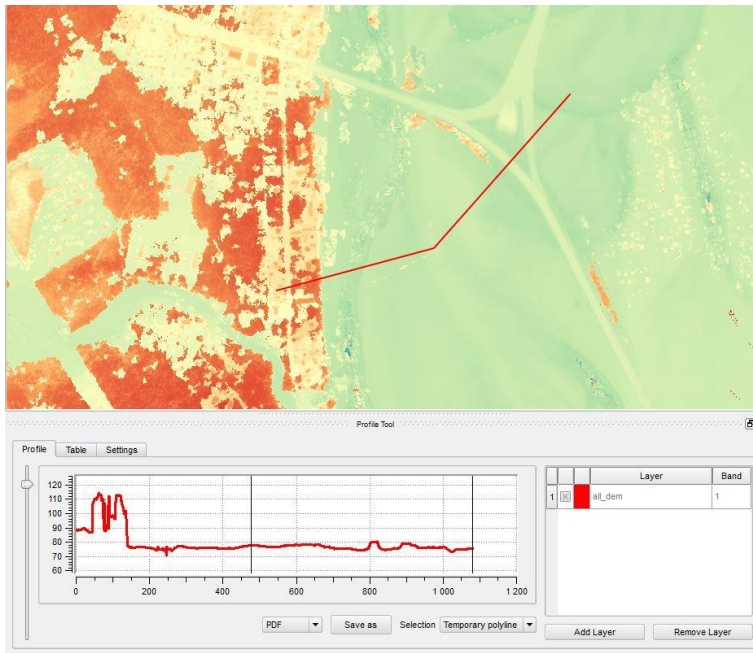 Profile Tool
Profile Table Settings
Layer Band
1 all_dem 1
120
110
100
90
80
70
60
0 200 400 600 800 1 000 1 200
PDF Save as Selection Temporary polyline
Add Layer Remove Layer